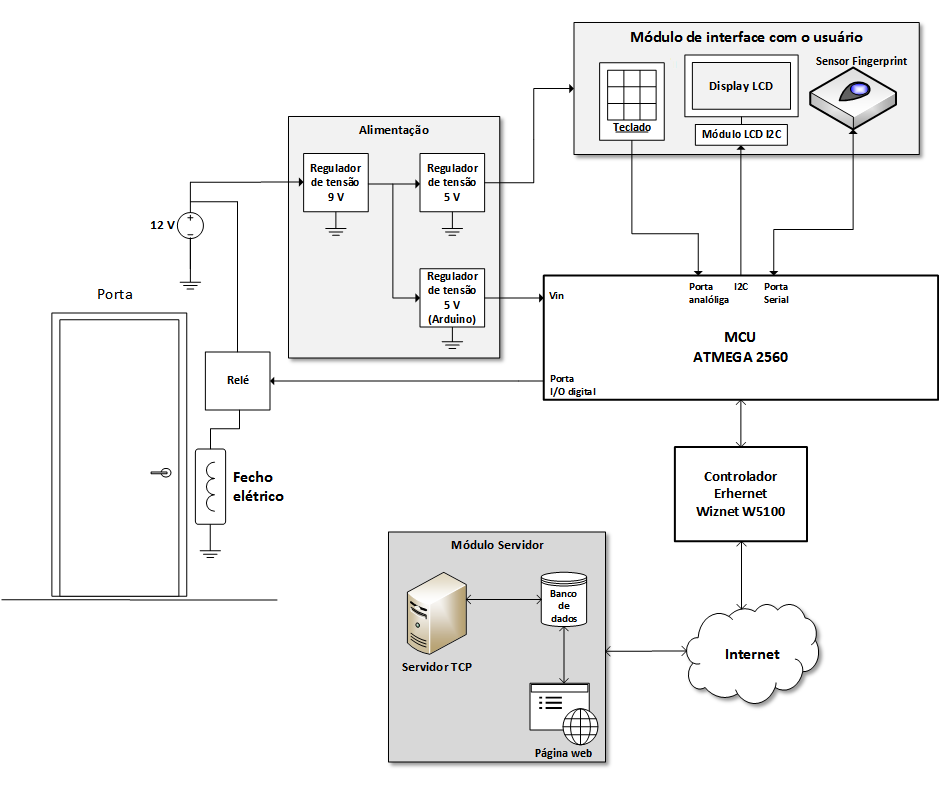 Módulo de interface com o usuário
Sensor Fingerprint
Display LCD
Teclado
Módulo LCD I2C
Alimentação
Regulador
de tensão
9 V
Regulador
de tensão
5 V
12 V
+
−
Regulador
de tensão
5 V
(Arduino)
Porta
Vin
Porta
analóliga
I2C
Porta
Serial
MCU
ATMEGA 2560
Porta
I/O digital
Relé
Fecho
elétrico
Controlador
Erhernet
Wiznet W5100
Módulo Servidor
Banco
de
dados
Servidor TCP
Internet
Página web